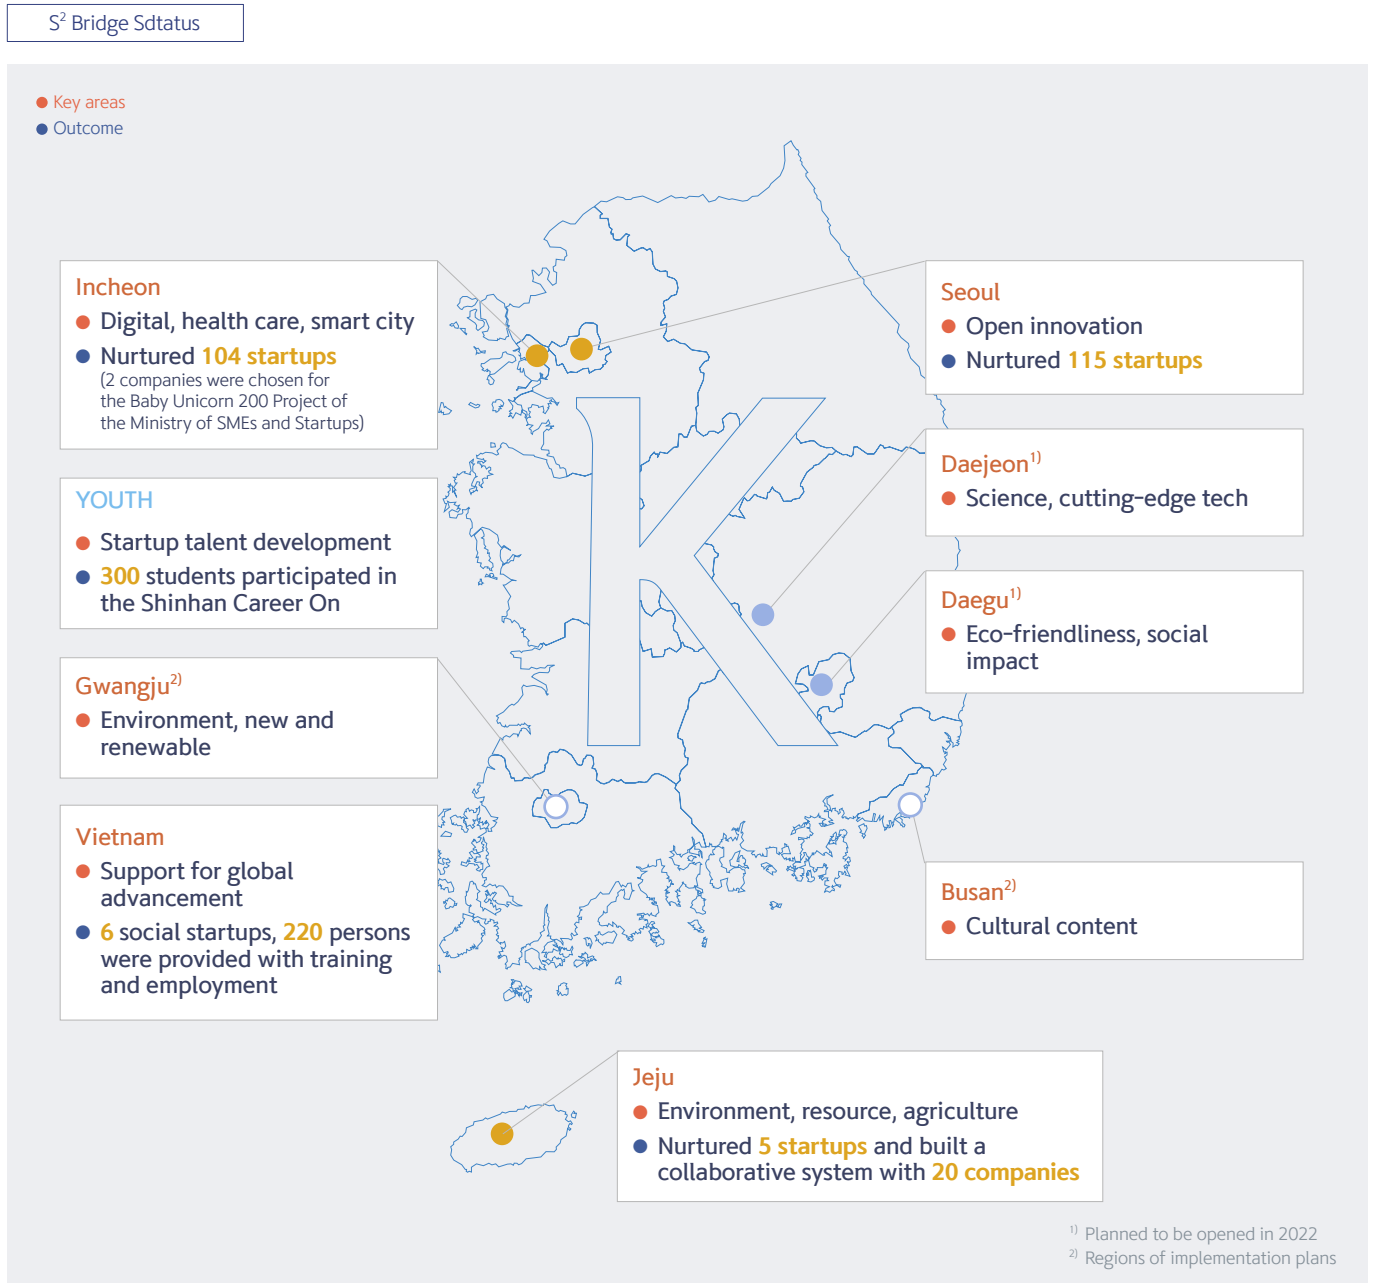 S² Bridge Sdtatus
Key areas
Outcome
Incheon
Digital, health care, smart city
Nurtured 104 startups
(2 companies were chosen for
the Baby Unicorn 200 Project of
the Ministry of SMEs and Startups)
YOUTH
Startup talent development
300 students participated in
the Shinhan Career On
Gwangju2)
Environment, new and
renewable
Vietnam
Support for global
advancement
6 social startups, 220 persons
were provided with training
and employment
Seoul
Open innovation
Nurtured 115 startups
Daejeon1)
Science, cutting-edge tech
Daegu1)
Eco-friendliness, social
impact
Busan2)
Cultural content
Jeju
Environment, resource, agriculture
Nurtured 5 startups and built a
collaborative system with 20 companies
1) Planned to be opened in 2022
2) Regions of implementation plans
K